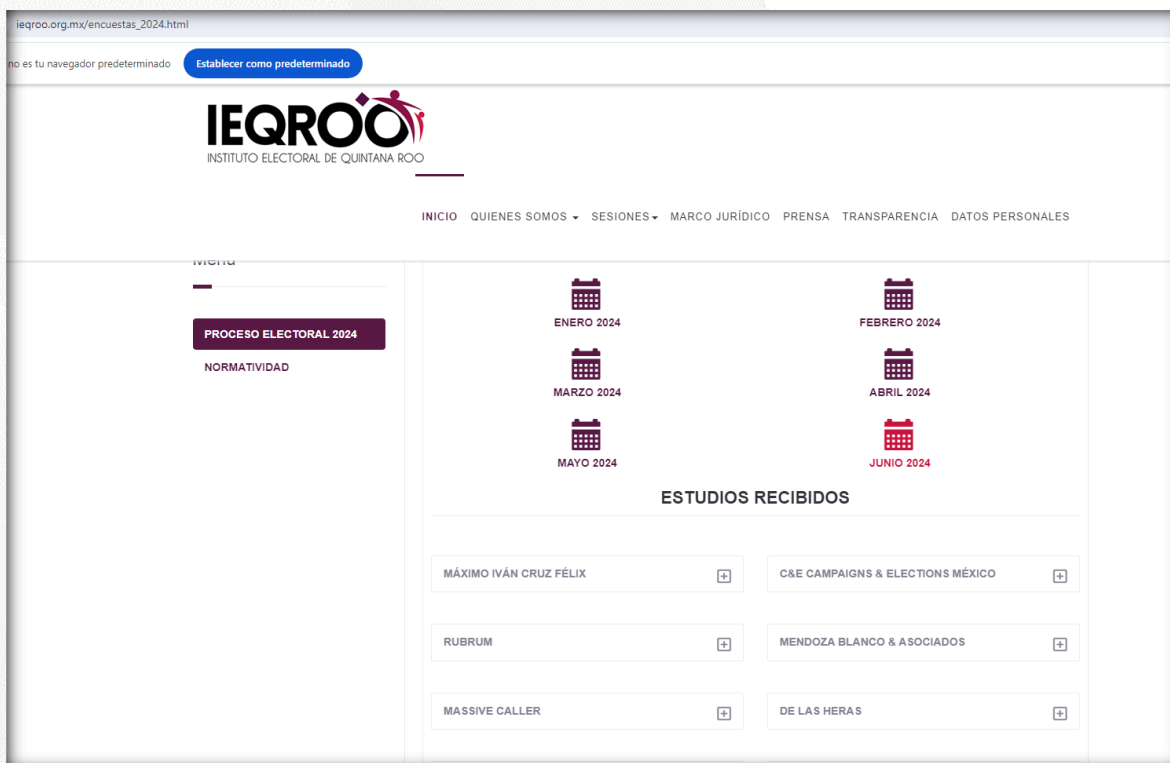 ieqroo.org.mx/encuestas_2024.html
no es tu navegador predeterminado Establecer como predeterminado
IEQROO
INSTITUTO ELECTORAL DE QUINTANA ROO
INICIO QUIENES SOMOS SESIONES MARCO JURÍDICO PRENSA TRANSPARENCIA DATOS PERSONALES
Menu
PROCESO ELECTORAL 2024
NORMATIVIDAD
ENERO 2024 FEBRERO 2024
MARZO 2024 ABRIL 2024
MAYO 2024 JUNIO 2024
ESTUDIOS RECIBIDOS
MÁXIMO IVÁN CRUZ FÉLIX C&E CAMPAIGNS & ELECTIONS MÉXICO
RUBRUM MENDOZA BLANCO & ASOCIADOS
MASSIVE CALLER DE LAS HERAS